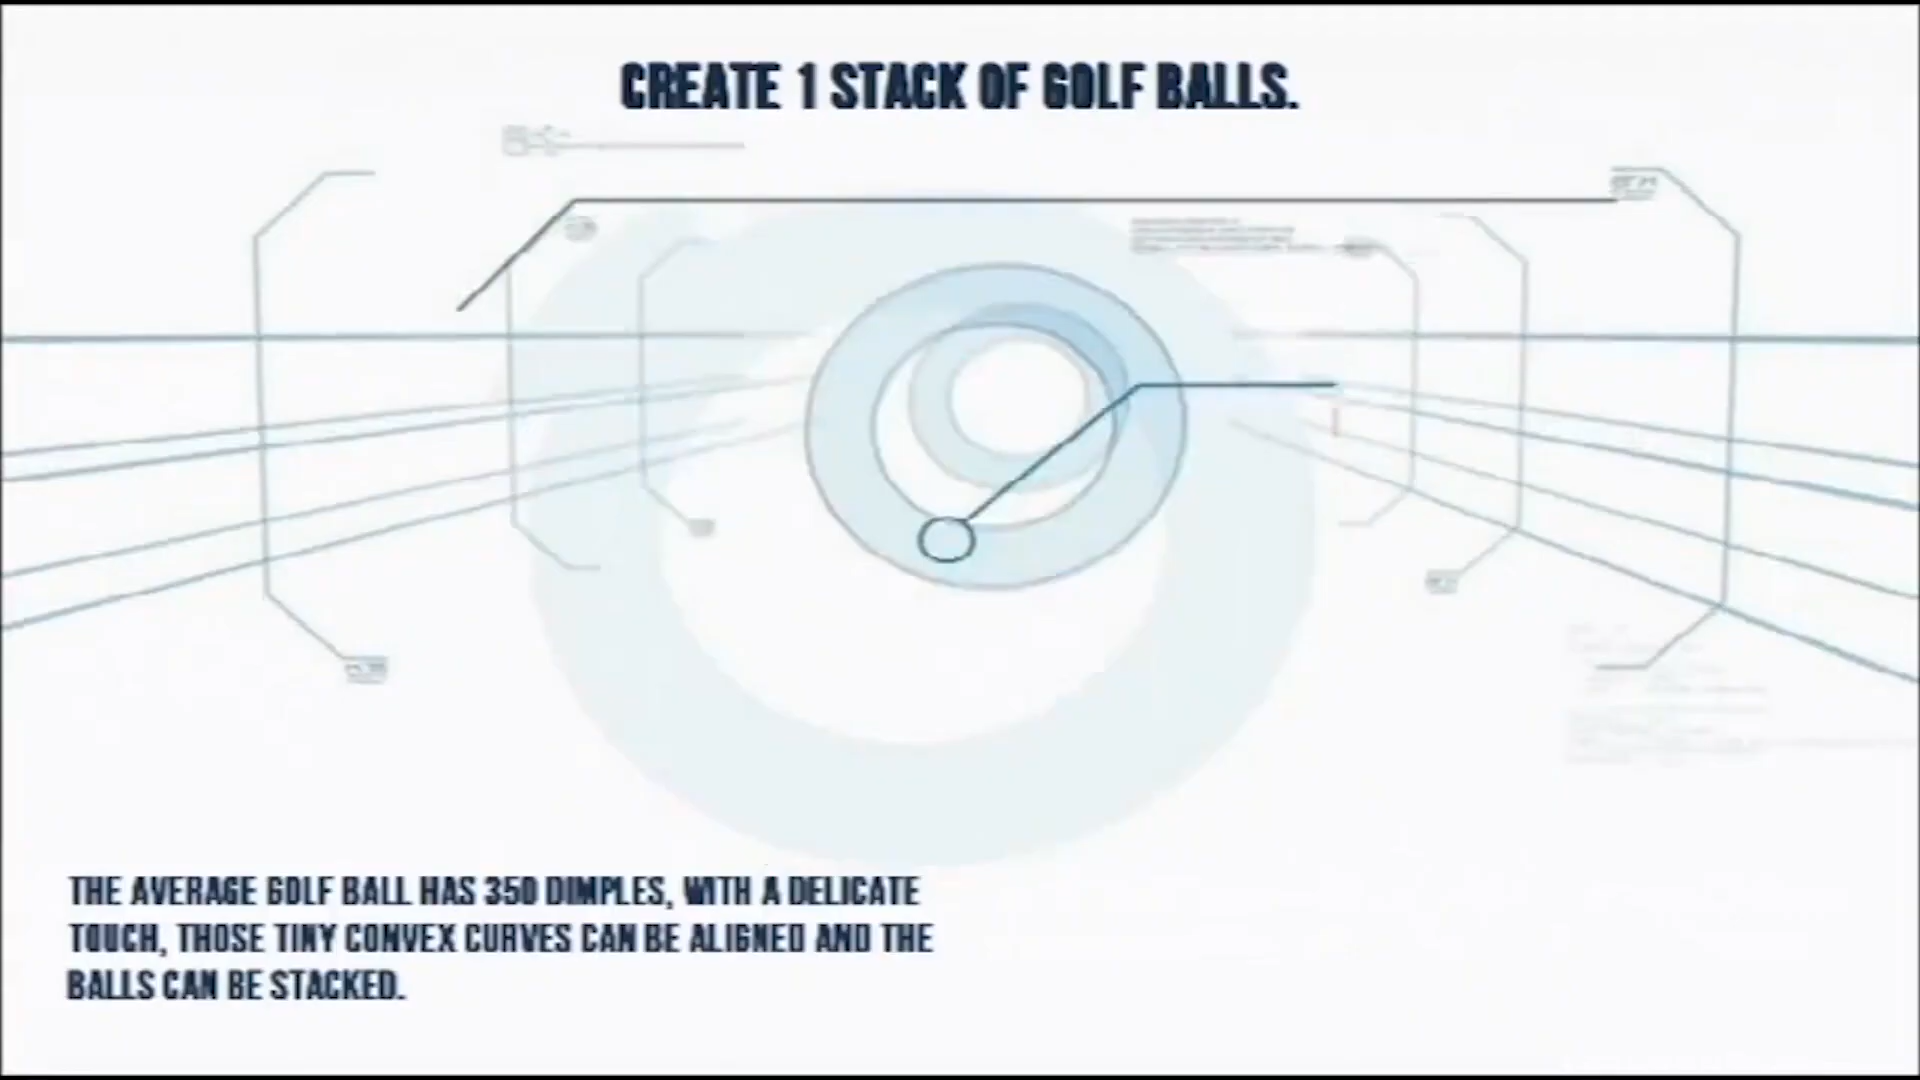 CREATE 1 STACK OF GOLF BALLS.
THE AVERAGE GOLF BALL HAS 350 DIMPLES, WITH A DELICATE
TOUCH, THOSE TINY CONVEX CURVES CAN BE ALIGNED AND THE
BALLS CAN BE STACKED.